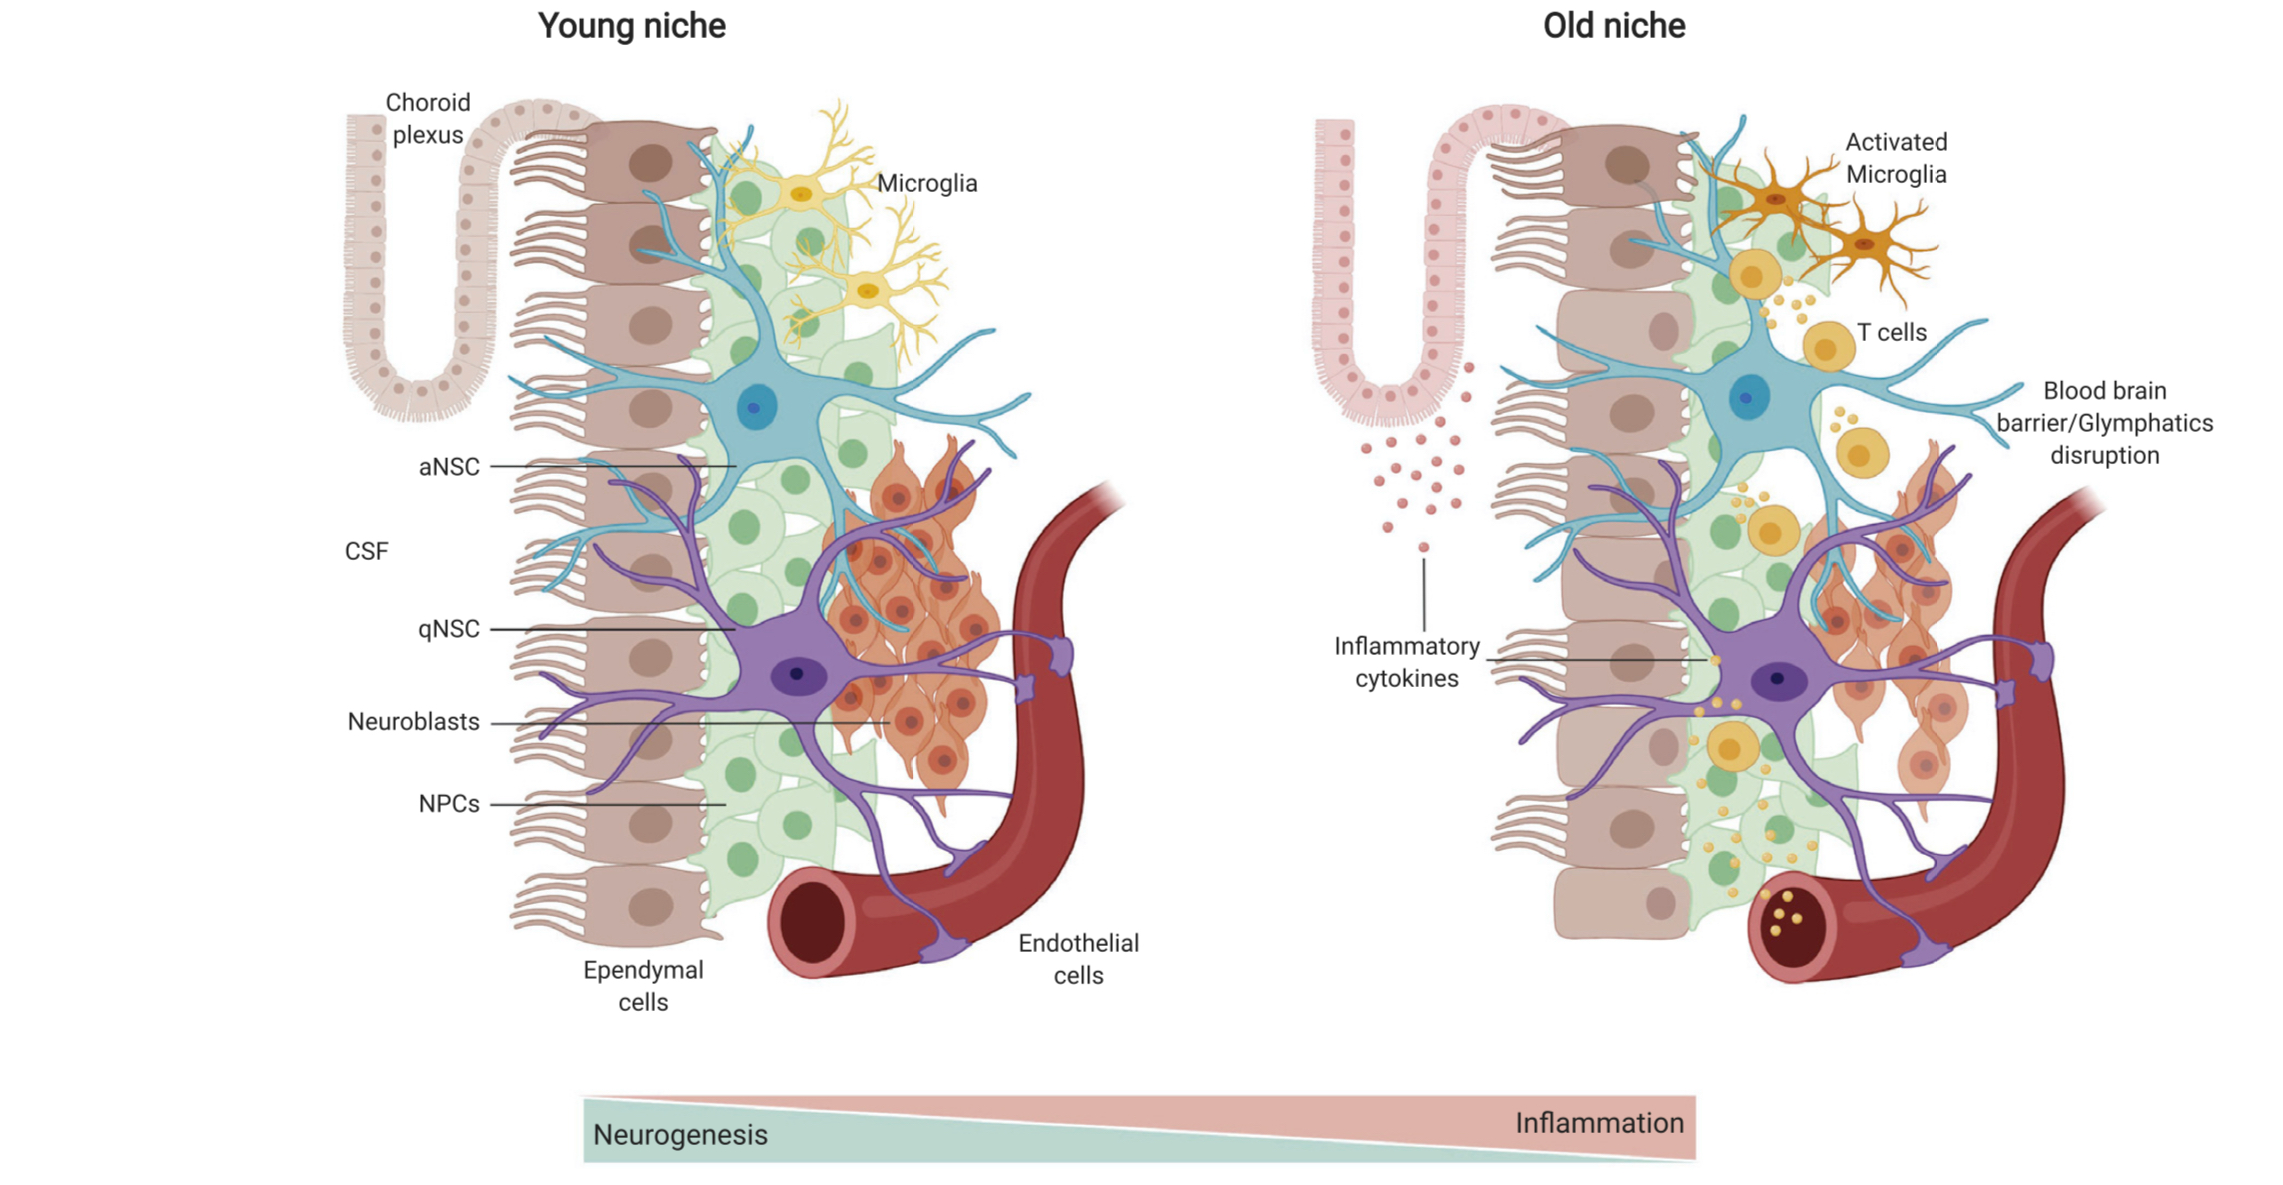 Young niche
Choroid
plexus
Microglia
aNSC
CSF
qNSC
Neuroblasts
NPCs
Ependymal
cells
Endothelial
cells
Old niche
Activated
Microglia
T cells
Blood brain
barrier/Glymphatics
disruption
Inflammatory
cytokines
Neurogenesis
Inflammation